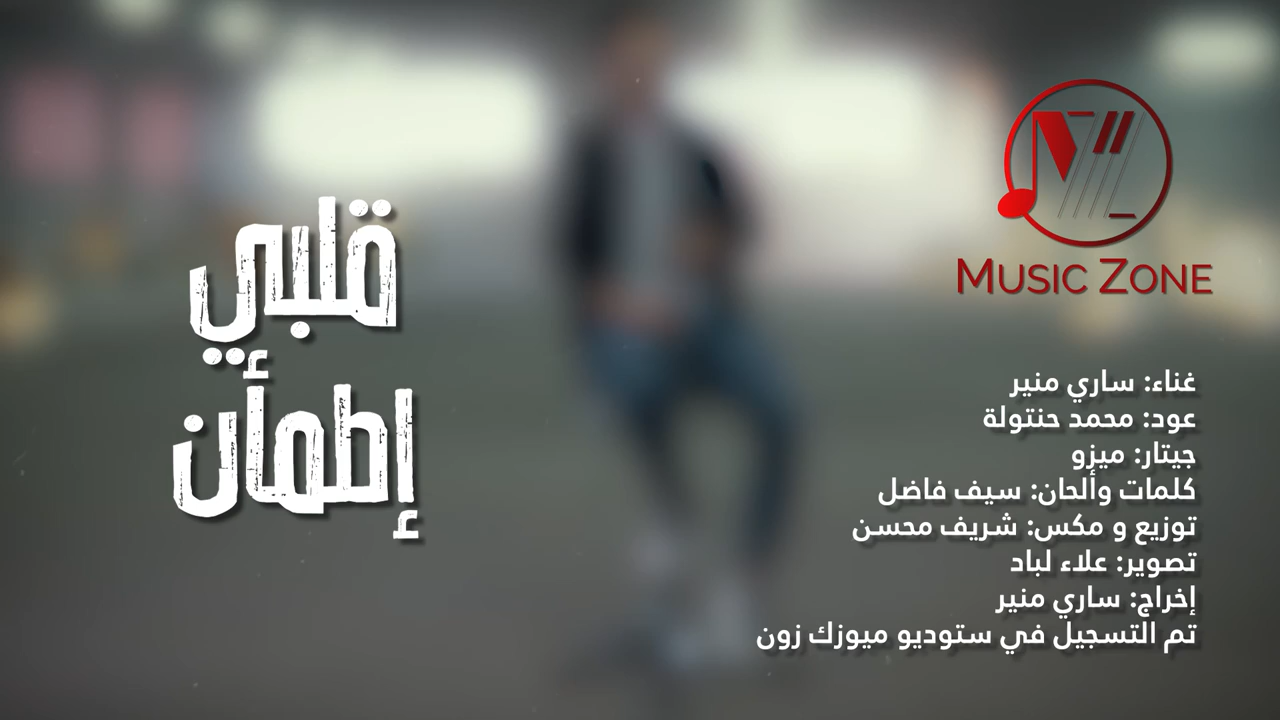 قلبي
إطمأن
MUSIC ZONE
غناء: ساري منير
عود: محمد حنتولة
جيتار: ميزو
كلمات وألحان: سيف فاضل
توزيع و مكس: شريف محسن
تصوير: علاء لباد
إخراج: ساري منير
تم التسجيل في ستوديو ميوزك زون